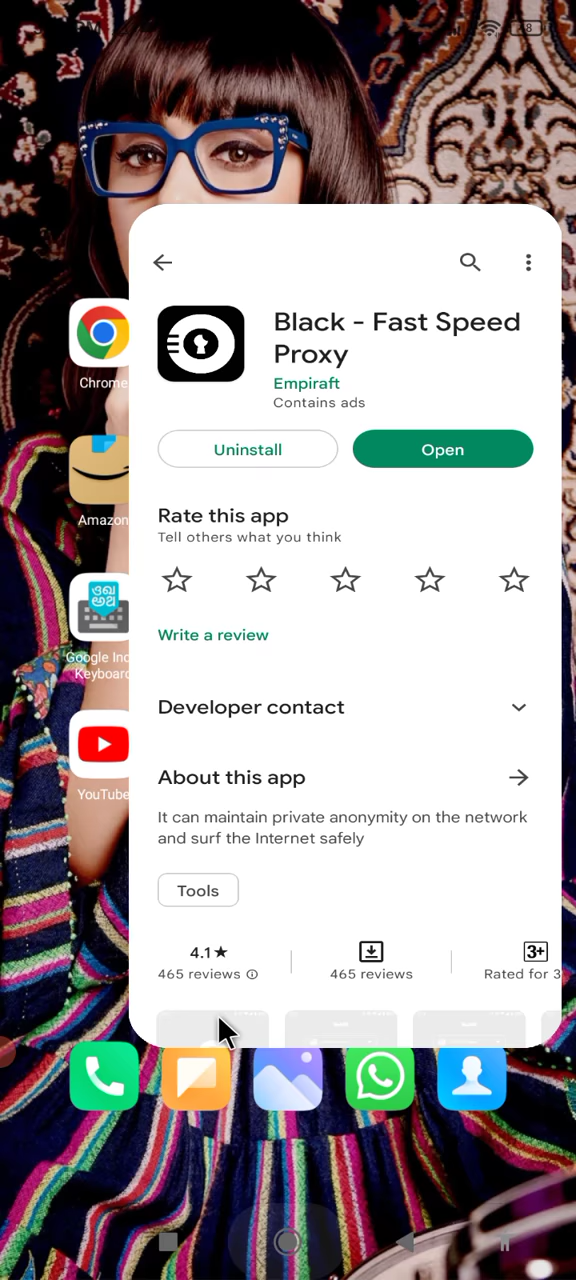 Black - Fast Speed
Proxy
Empiraft
Contains ads
Uninstall
Open
Rate this app
Tell others what you think
Write a review
Developer contact
About this app
It can maintain private anonymity on the network
and surf the Internet safely
Tools
4.1★
465 reviews
465 reviews
3+
Rated for 3
Chrome
Amazon
Google Ind
Keyboard
YouTube